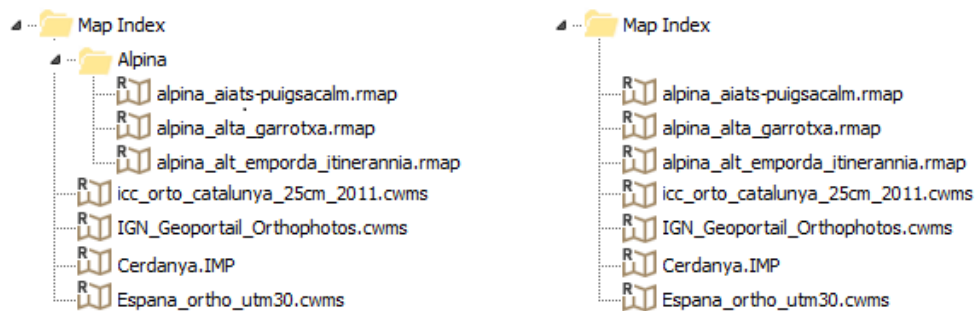 Map Index
Alpina
R alpina_aiats-puigsacalm.rmap
R alpina_alta_garrotxa.rmap
R alpina_alt_emporda_itinerannia.rmap
R icc_orto_catalunya_25cm_2011.cwms
R IGN_Geoportail_Orthophotos.cwms
R Cerdanya.IMP
R Espana_ortho_utm30.cwms
Map Index
R alpina_aiats-puigsacalm.rmap
R alpina_alta_garrotxa.rmap
R alpina_alt_emporda_itinerannia.rmap
R icc_orto_catalunya_25cm_2011.cwms
R IGN_Geoportail_Orthophotos.cwms
R Cerdanya.IMP
R Espana_ortho_utm30.cwms